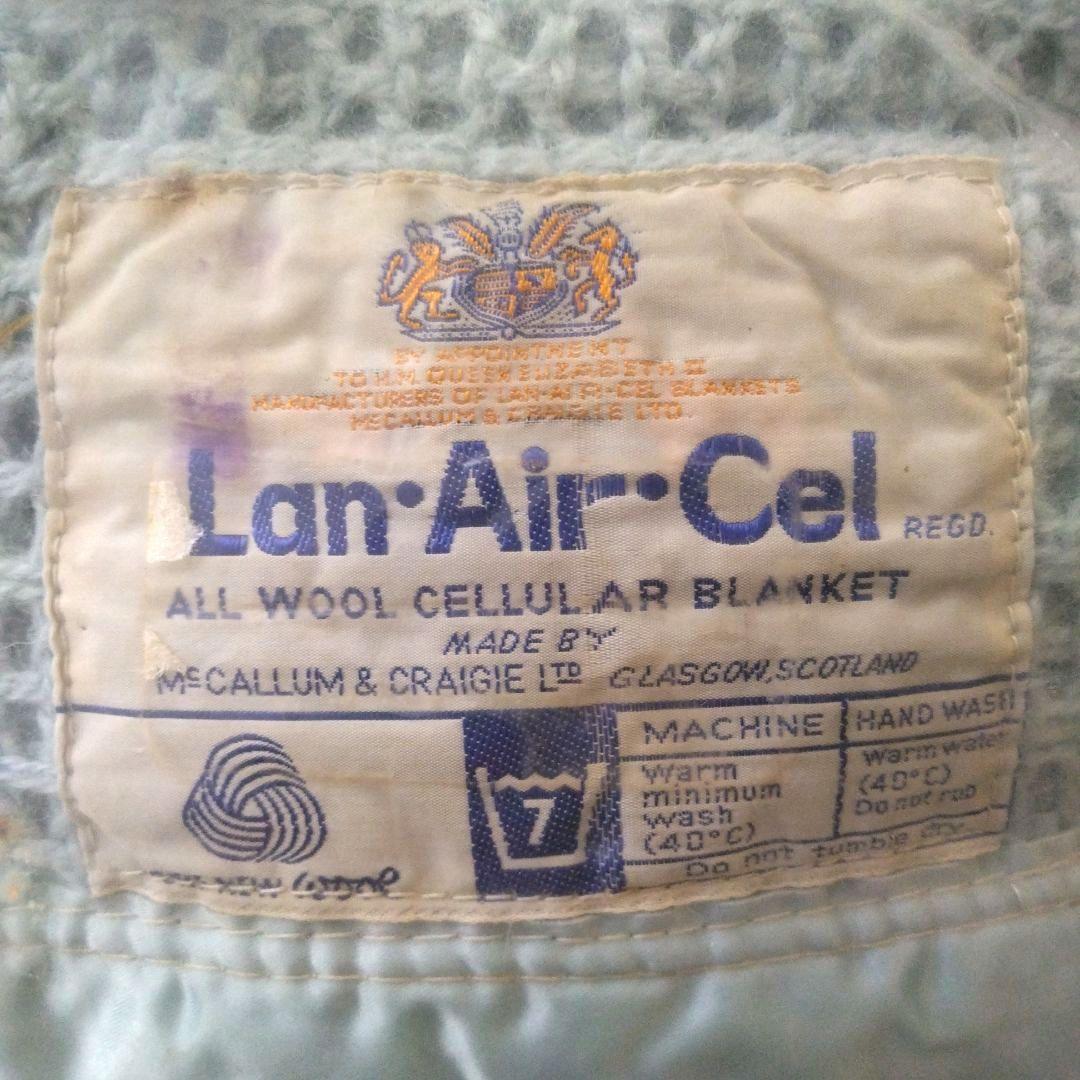 BY APPOINTMENT
TO H.M. QUEEN ELIZABETH II
MANUFACTURERS OF LAN-AIR-CEL BLANKETS
McCALLUM & CRAIGIE LTD.
Lan·Air·Cel REGD.
ALL WOOL CELLULAR BLANKET
MADE BY
McCALLUM & CRAIGIE LTD GLASGOW, SCOTLAND
NEW WOOL
7
MACHINE
Warm
minimum
wash
(40°C)
HAND WASH
Warm water
(40°C)
Do not rub
Do not tumble dry.